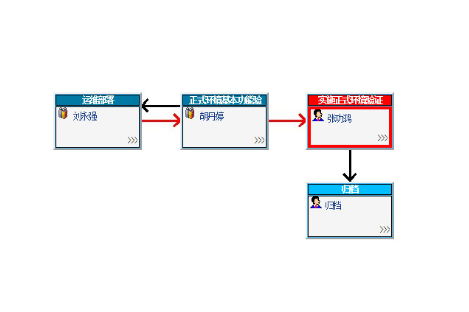 运维部署
刘永强
正式环境基本功能验
胡丹婷
实施正式环境验证
张功鸿
归档
归档